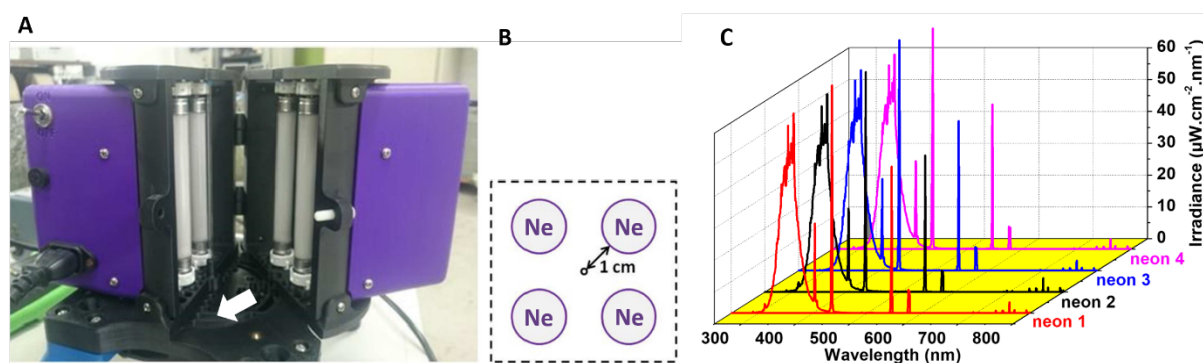 A
ON
OFF
B
Ne
Ne
1 cm
Ne
Ne
C
60
50
40
30
20
10
0
Irradiance (µW.cm⁻².nm⁻¹)
neon 4
neon 3
neon 2
neon 1
300 400 500 600 700 800
Wavelength (nm)